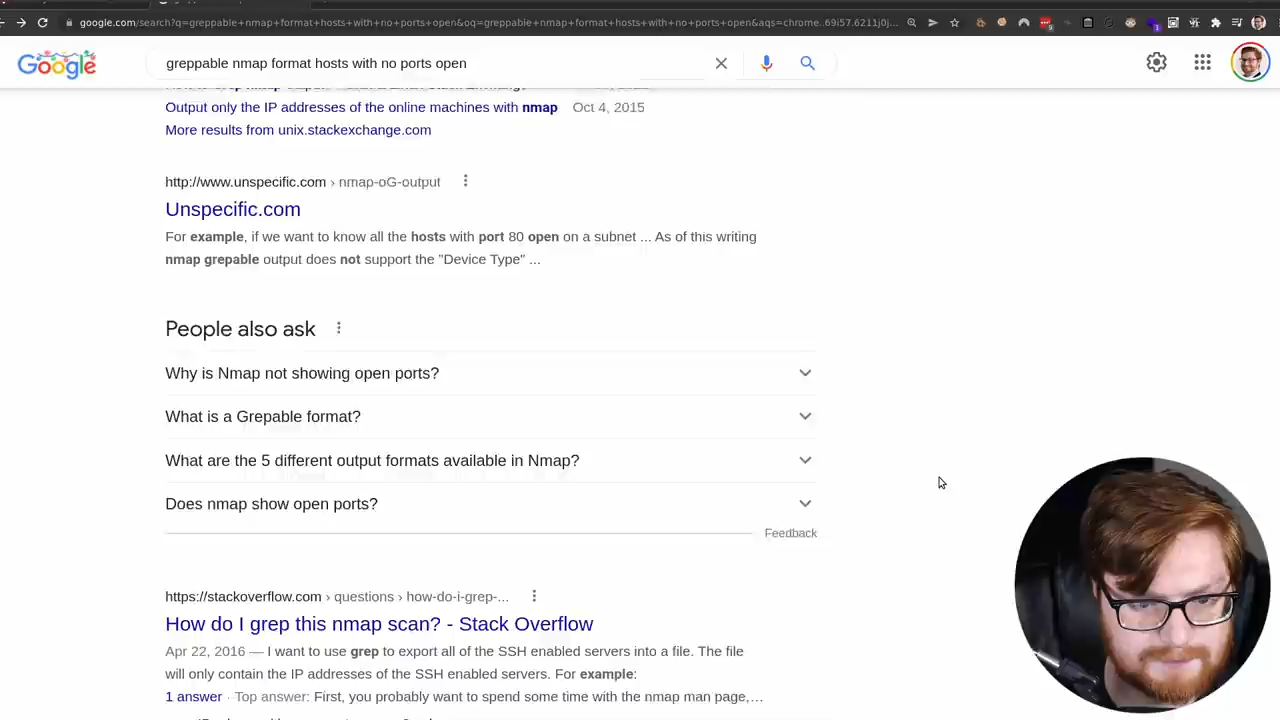 google.com/search?q=greppable+nmap+format+hosts+with+no+ports+open&oq=greppable+nmap+format+hosts+with+no+ports+open&aqs=chrome..69i57.6211j0j...
Google
greppable nmap format hosts with no ports open
Output only the IP addresses of the online machines with nmap Oct 4, 2015
More results from unix.stackexchange.com
http://www.unspecific.com › nmap-oG-output
Unspecific.com
For example, if we want to know all the hosts with port 80 open on a subnet ... As of this writing
nmap grepable output does not support the "Device Type" ...
People also ask
Why is Nmap not showing open ports?
What is a Grepable format?
What are the 5 different output formats available in Nmap?
Does nmap show open ports?
Feedback
https://stackoverflow.com › questions › how-do-i-grep-...
How do I grep this nmap scan? - Stack Overflow
Apr 22, 2016 — I want to use grep to export all of the SSH enabled servers into a file. The file
will only contain the IP addresses of the SSH enabled servers. For example:
1 answer · Top answer: First, you probably want to spend some time with the nmap man page,…